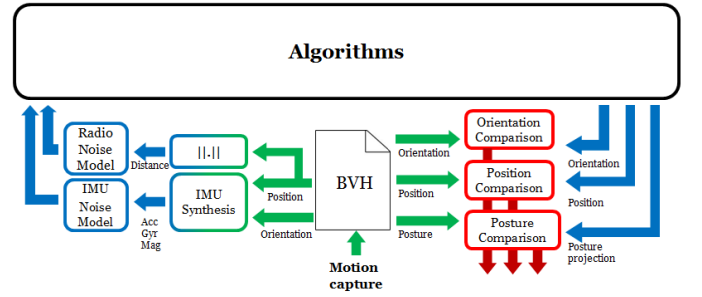 Algorithms
Radio
Noise
Model
Distance
||.||
IMU
Noise
Model
Acc
Gyr
Mag
IMU
Synthesis
Position
Orientation
BVH
Motion
capture
Orientation
Position
Posture
Orientation
Comparison
Position
Comparison
Posture
Comparison
Orientation
Position
Posture
projection